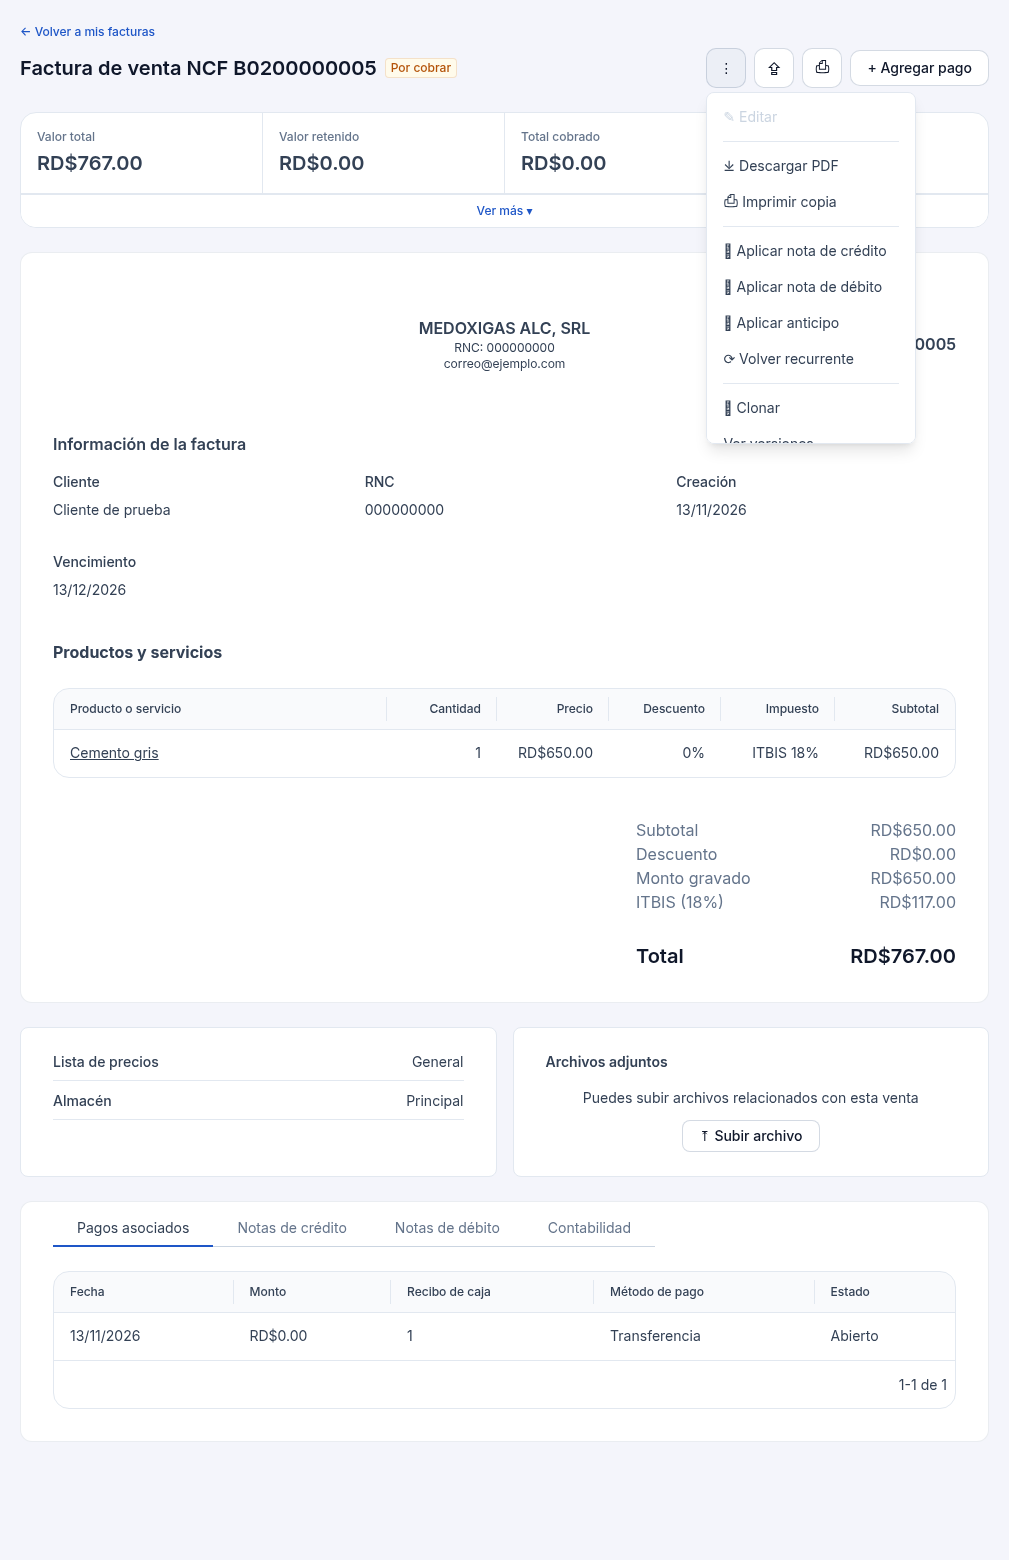 ← Volver a mis facturas
Factura de venta NCF B0200000005 Por cobrar
+ Agregar pago
Editar
Descargar PDF
Imprimir copia
Aplicar nota de crédito
Aplicar nota de débito
Aplicar anticipo
Volver recurrente
Clonar
Ver versiones
Valor total
RD$767.00
Valor retenido
RD$0.00
Total cobrado
RD$0.00
Ver más ▾
MEDOXIGAS ALC, SRL
RNC: 000000000
correo@ejemplo.com
0005
Información de la factura
Cliente RNC Creación
Cliente de prueba 000000000 13/11/2026
Vencimiento
13/12/2026
Productos y servicios
Producto o servicio Cantidad Precio Descuento Impuesto Subtotal
Cemento gris 1 RD$650.00 0% ITBIS 18% RD$650.00
Subtotal RD$650.00
Descuento RD$0.00
Monto gravado RD$650.00
ITBIS (18%) RD$117.00
Total RD$767.00
Lista de precios General
Almacén Principal
Archivos adjuntos
Puedes subir archivos relacionados con esta venta
Subir archivo
Pagos asociados Notas de crédito Notas de débito Contabilidad
Fecha Monto Recibo de caja Método de pago Estado
13/11/2026 RD$0.00 1 Transferencia Abierto
1-1 de 1